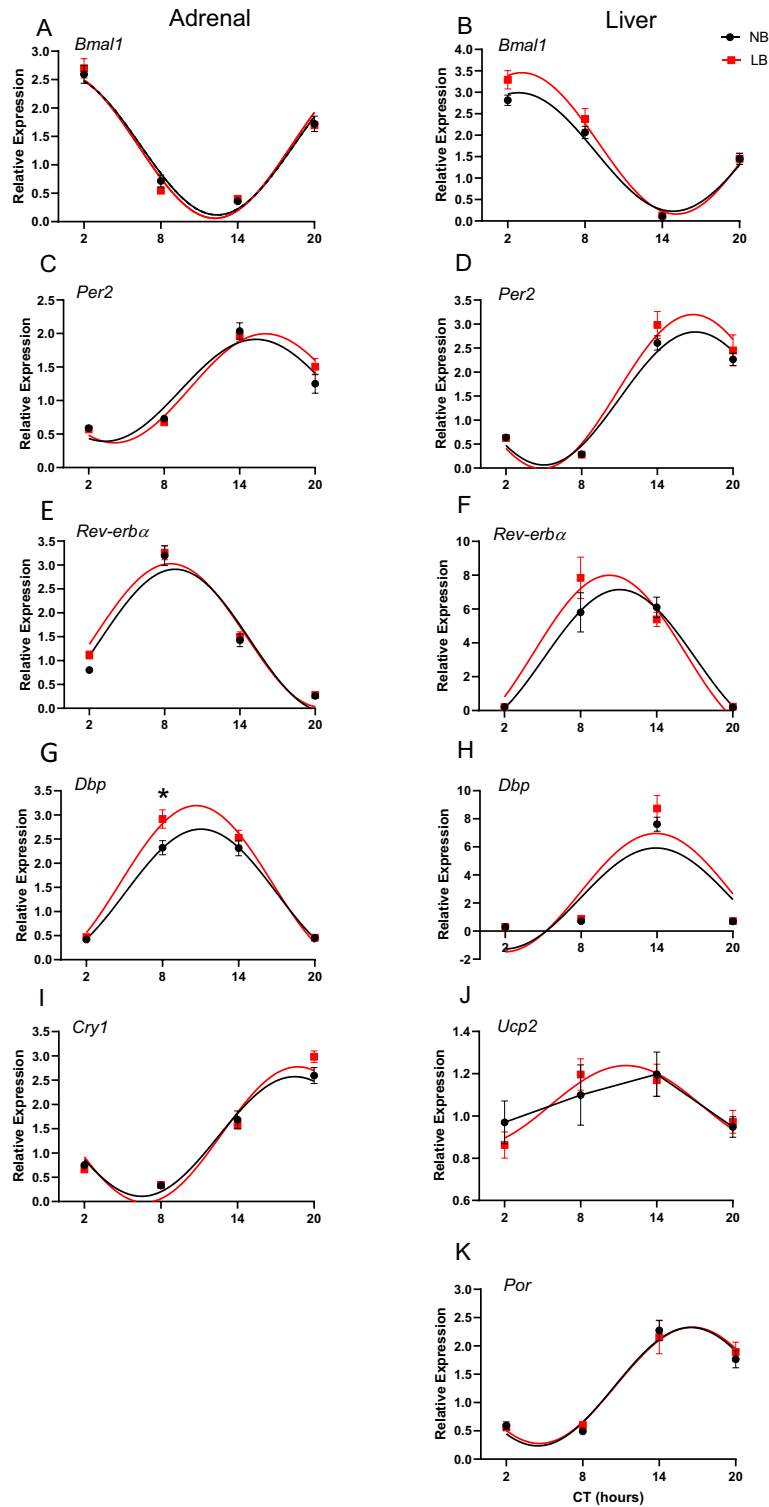 Adrenal
Liver
NB
LB
A
Bmal1
Relative Expression
3.0
2.5
2.0
1.5
1.0
0.5
0.0
2 8 14 20
B
Bmal1
Relative Expression
4.0
3.5
3.0
2.5
2.0
1.5
1.0
0.5
0.0
2 8 14 20
C
Per2
Relative Expression
2.5
2.0
1.5
1.0
0.5
0.0
2 8 14 20
D
Per2
Relative Expression
3.5
3.0
2.5
2.0
1.5
1.0
0.5
0.0
2 8 14 20
E
Rev-erbα
Relative Expression
3.5
3.0
2.5
2.0
1.5
1.0
0.5
0.0
2 8 14 20
F
Rev-erbα
Relative Expression
10
8
6
4
2
0
2 8 14 20
G
Dbp
*
Relative Expression
3.5
3.0
2.5
2.0
1.5
1.0
0.5
0.0
2 8 14 20
H
Dbp
Relative Expression
10
8
6
4
2
0
-2
2 8 14 20
I
Cry1
Relative Expression
3.5
3.0
2.5
2.0
1.5
1.0
0.5
0.0
2 8 14 20
J
Ucp2
Relative Expression
1.4
1.2
1.0
0.8
0.6
2 8 14 20
K
Por
Relative Expression
3.0
2.5
2.0
1.5
1.0
0.5
0.0
2 8 14 20
CT (hours)